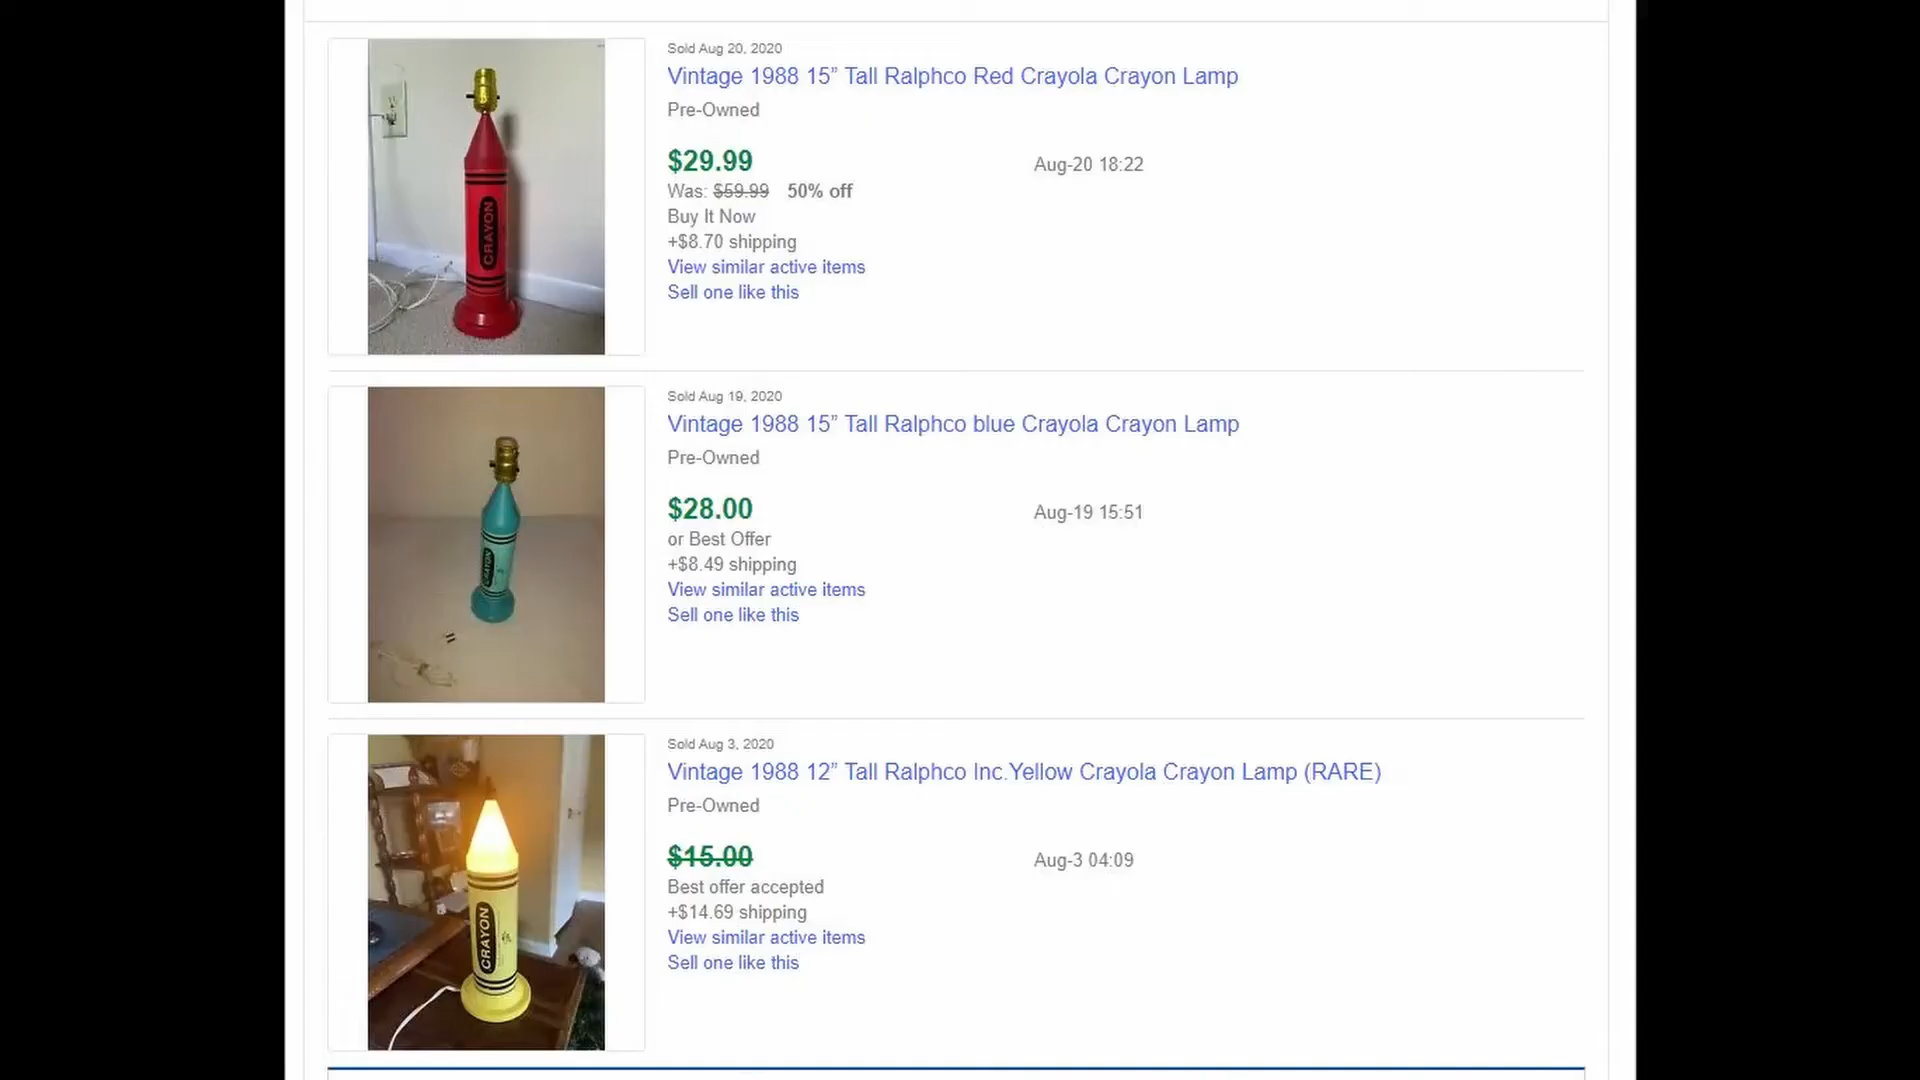 Sold Aug 20, 2020
Vintage 1988 15” Tall Ralphco Red Crayola Crayon Lamp
Pre-Owned
$29.99
Aug-20 18:22
Was: $59.99 50% off
Buy It Now
+$8.70 shipping
View similar active items
Sell one like this
CRAYON
Sold Aug 19, 2020
Vintage 1988 15” Tall Ralphco blue Crayola Crayon Lamp
Pre-Owned
$28.00
Aug-19 15:51
or Best Offer
+$8.49 shipping
View similar active items
Sell one like this
CRAYON
Sold Aug 3, 2020
Vintage 1988 12” Tall Ralphco Inc.Yellow Crayola Crayon Lamp (RARE)
Pre-Owned
$15.00
Aug-3 04:09
Best offer accepted
+$14.69 shipping
View similar active items
Sell one like this
CRAYON